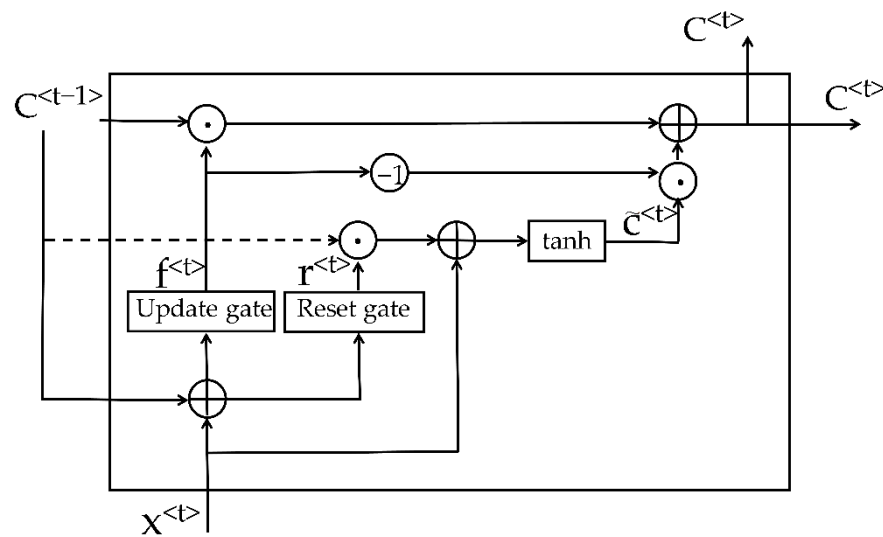 C<t>
C<t−1>
C<t>
−1
c̃<t>
tanh
f<t>
r<t>
Update gate
Reset gate
x<t>